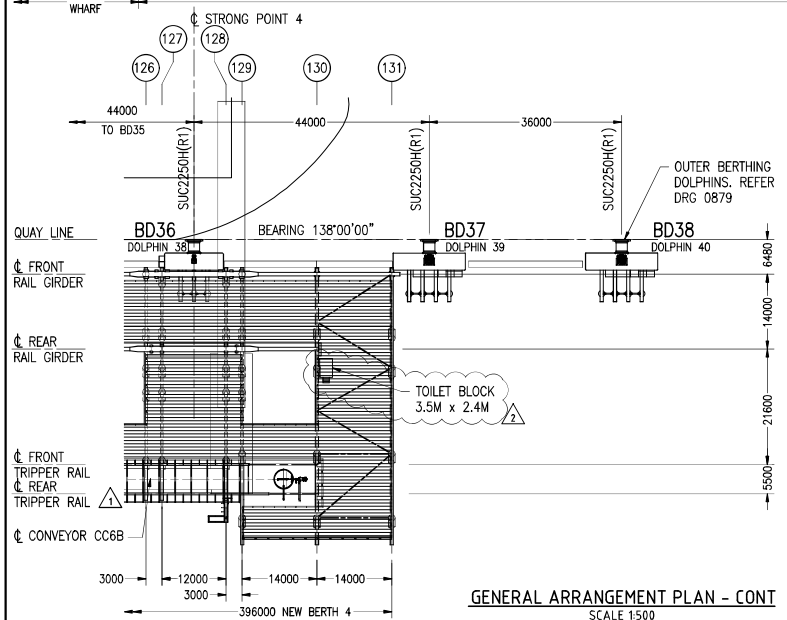 WHARF
℄ STRONG POINT 4
127
128
126
129
130
131
44000
TO BD35
44000
36000
SUC2250H(R1)
SUC2250H(R1)
SUC2250H(R1)
OUTER BERTHING
DOLPHINS. REFER
DRG 0879
QUAY LINE
BD36
DOLPHIN 38
BEARING 138°00'00"
BD37
DOLPHIN 39
BD38
DOLPHIN 40
6480
℄ FRONT
RAIL GIRDER
14000
℄ REAR
RAIL GIRDER
TOILET BLOCK
3.5M x 2.4M
2
21600
℄ FRONT
TRIPPER RAIL
℄ REAR
TRIPPER RAIL
1
5500
℄ CONVEYOR CC6B
3000
12000
14000
14000
3000
396000 NEW BERTH 4
GENERAL ARRANGEMENT PLAN - CONT
SCALE 1:500